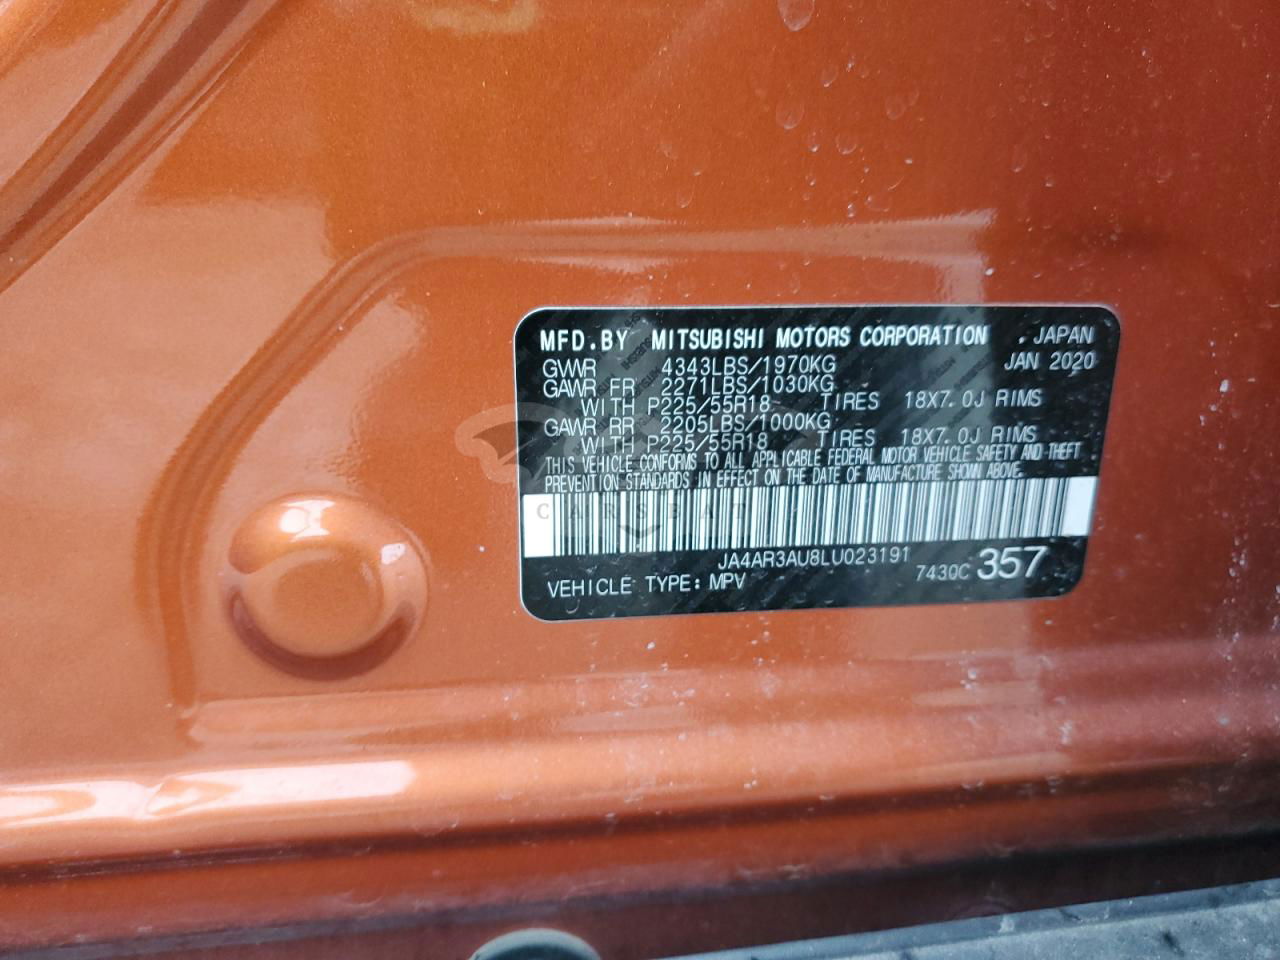 MFD.BY MITSUBISHI MOTORS CORPORATION . JAPAN
GVWR 4343LBS/1970KG JAN 2020
GAWR FR 2271LBS/1030KG
WITH P225/55R18 TIRES 18X7.0J RIMS
GAWR RR 2205LBS/1000KG
WITH P225/55R18 TIRES 18X7.0J RIMS
THIS VEHICLE CONFORMS TO ALL APPLICABLE FEDERAL MOTOR VEHICLE SAFETY AND THEFT
PREVENTION STANDARDS IN EFFECT ON THE DATE OF MANUFACTURE SHOWN ABOVE.
CARSBAT
JA4AR3AU8LU023191
VEHICLE TYPE: MPV 7430C 357